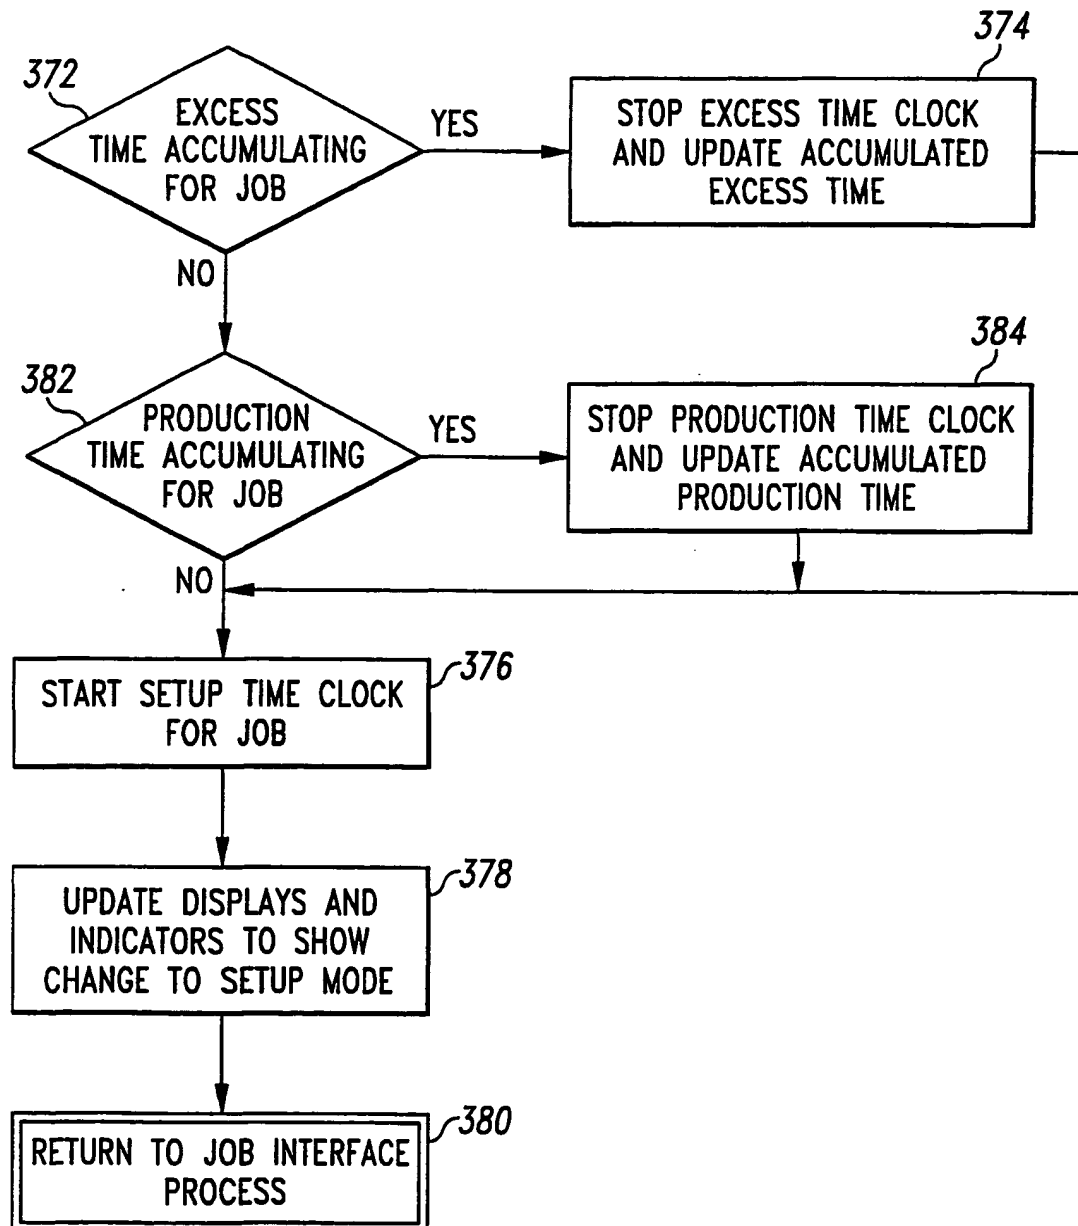 372
EXCESS
TIME ACCUMULATING
FOR JOB
YES
NO
374
STOP EXCESS TIME CLOCK
AND UPDATE ACCUMULATED
EXCESS TIME
382
PRODUCTION
TIME ACCUMULATING
FOR JOB
YES
NO
384
STOP PRODUCTION TIME CLOCK
AND UPDATE ACCUMULATED
PRODUCTION TIME
376
START SETUP TIME CLOCK
FOR JOB
378
UPDATE DISPLAYS AND
INDICATORS TO SHOW
CHANGE TO SETUP MODE
380
RETURN TO JOB INTERFACE
PROCESS